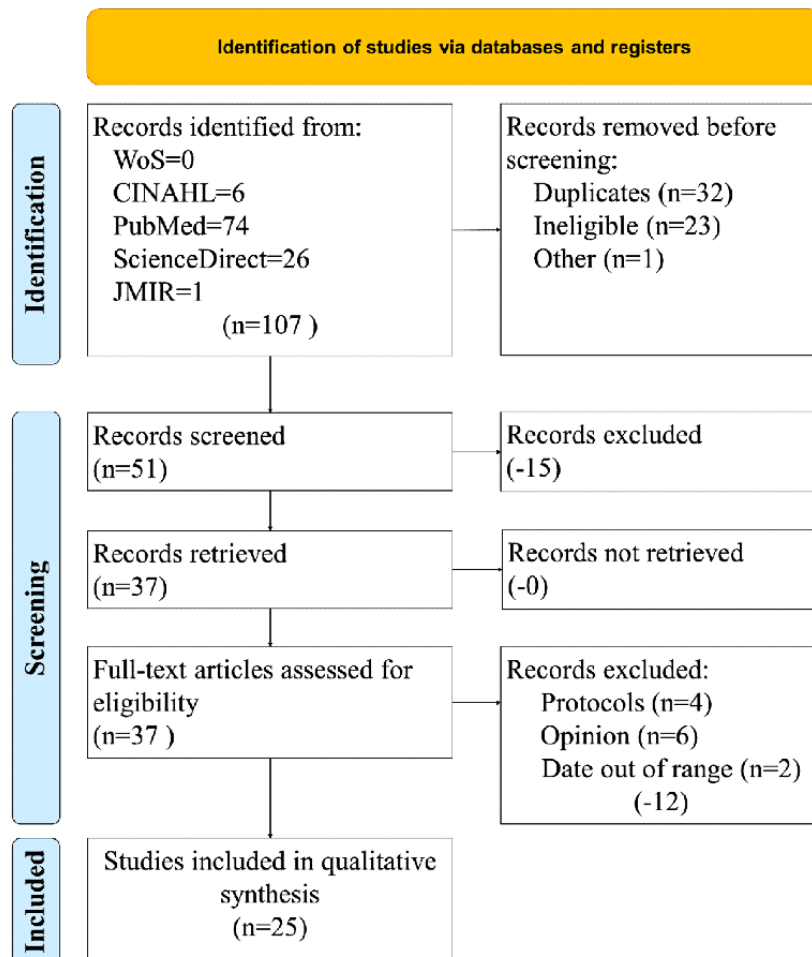 Identification of studies via databases and registers
Identification
Records identified from:
WoS=0
CINAHL=6
PubMed=74
ScienceDirect=26
JMIR=1
(n=107 )
Records removed before
screening:
Duplicates (n=32)
Ineligible (n=23)
Other (n=1)
Screening
Records screened
(n=51)
Records excluded
(-15)
Records retrieved
(n=37)
Records not retrieved
(-0)
Full-text articles assessed for
eligibility
(n=37 )
Records excluded:
Protocols (n=4)
Opinion (n=6)
Date out of range (n=2)
(-12)
Included
Studies included in qualitative
synthesis
(n=25)